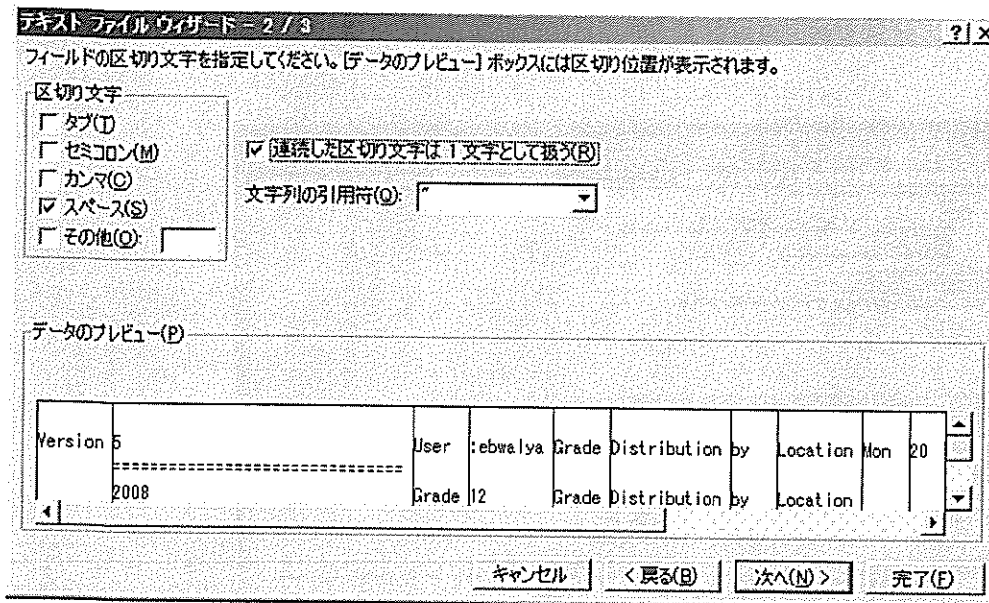 テキスト ファイル ウィザード - 2 / 3
フィールドの区切り文字を指定してください。[データのプレビュー] ボックスには区切り位置が表示されます。
区切り文字
タブ(T)
セミコロン(M)
カンマ(C)
スペース(S)
その他(O):
連続した区切り文字は 1 文字として扱う(R)
文字列の引用符(Q): "
データのプレビュー(P)
Version 5 User :ebwalya Grade Distribution by Location Mon 20
=============================
2008 Grade 12 Grade Distribution by Location
キャンセル < 戻る(B) 次へ(N) > 完了(F)